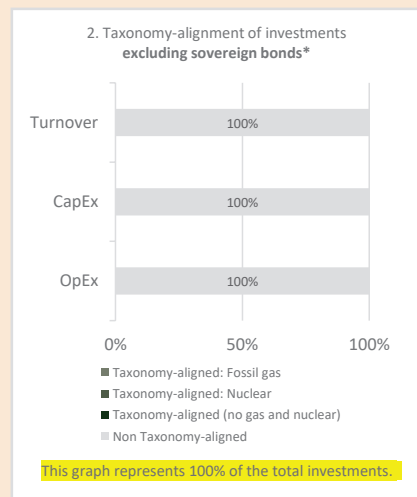 2. Taxonomy-alignment of investments
excluding sovereign bonds*
Turnover
100%
CapEx
100%
OpEx
100%
0%
50%
100%
Taxonomy-aligned: Fossil gas
Taxonomy-aligned: Nuclear
Taxonomy-aligned (no gas and nuclear)
Non Taxonomy-aligned
This graph represents 100% of the total investments.